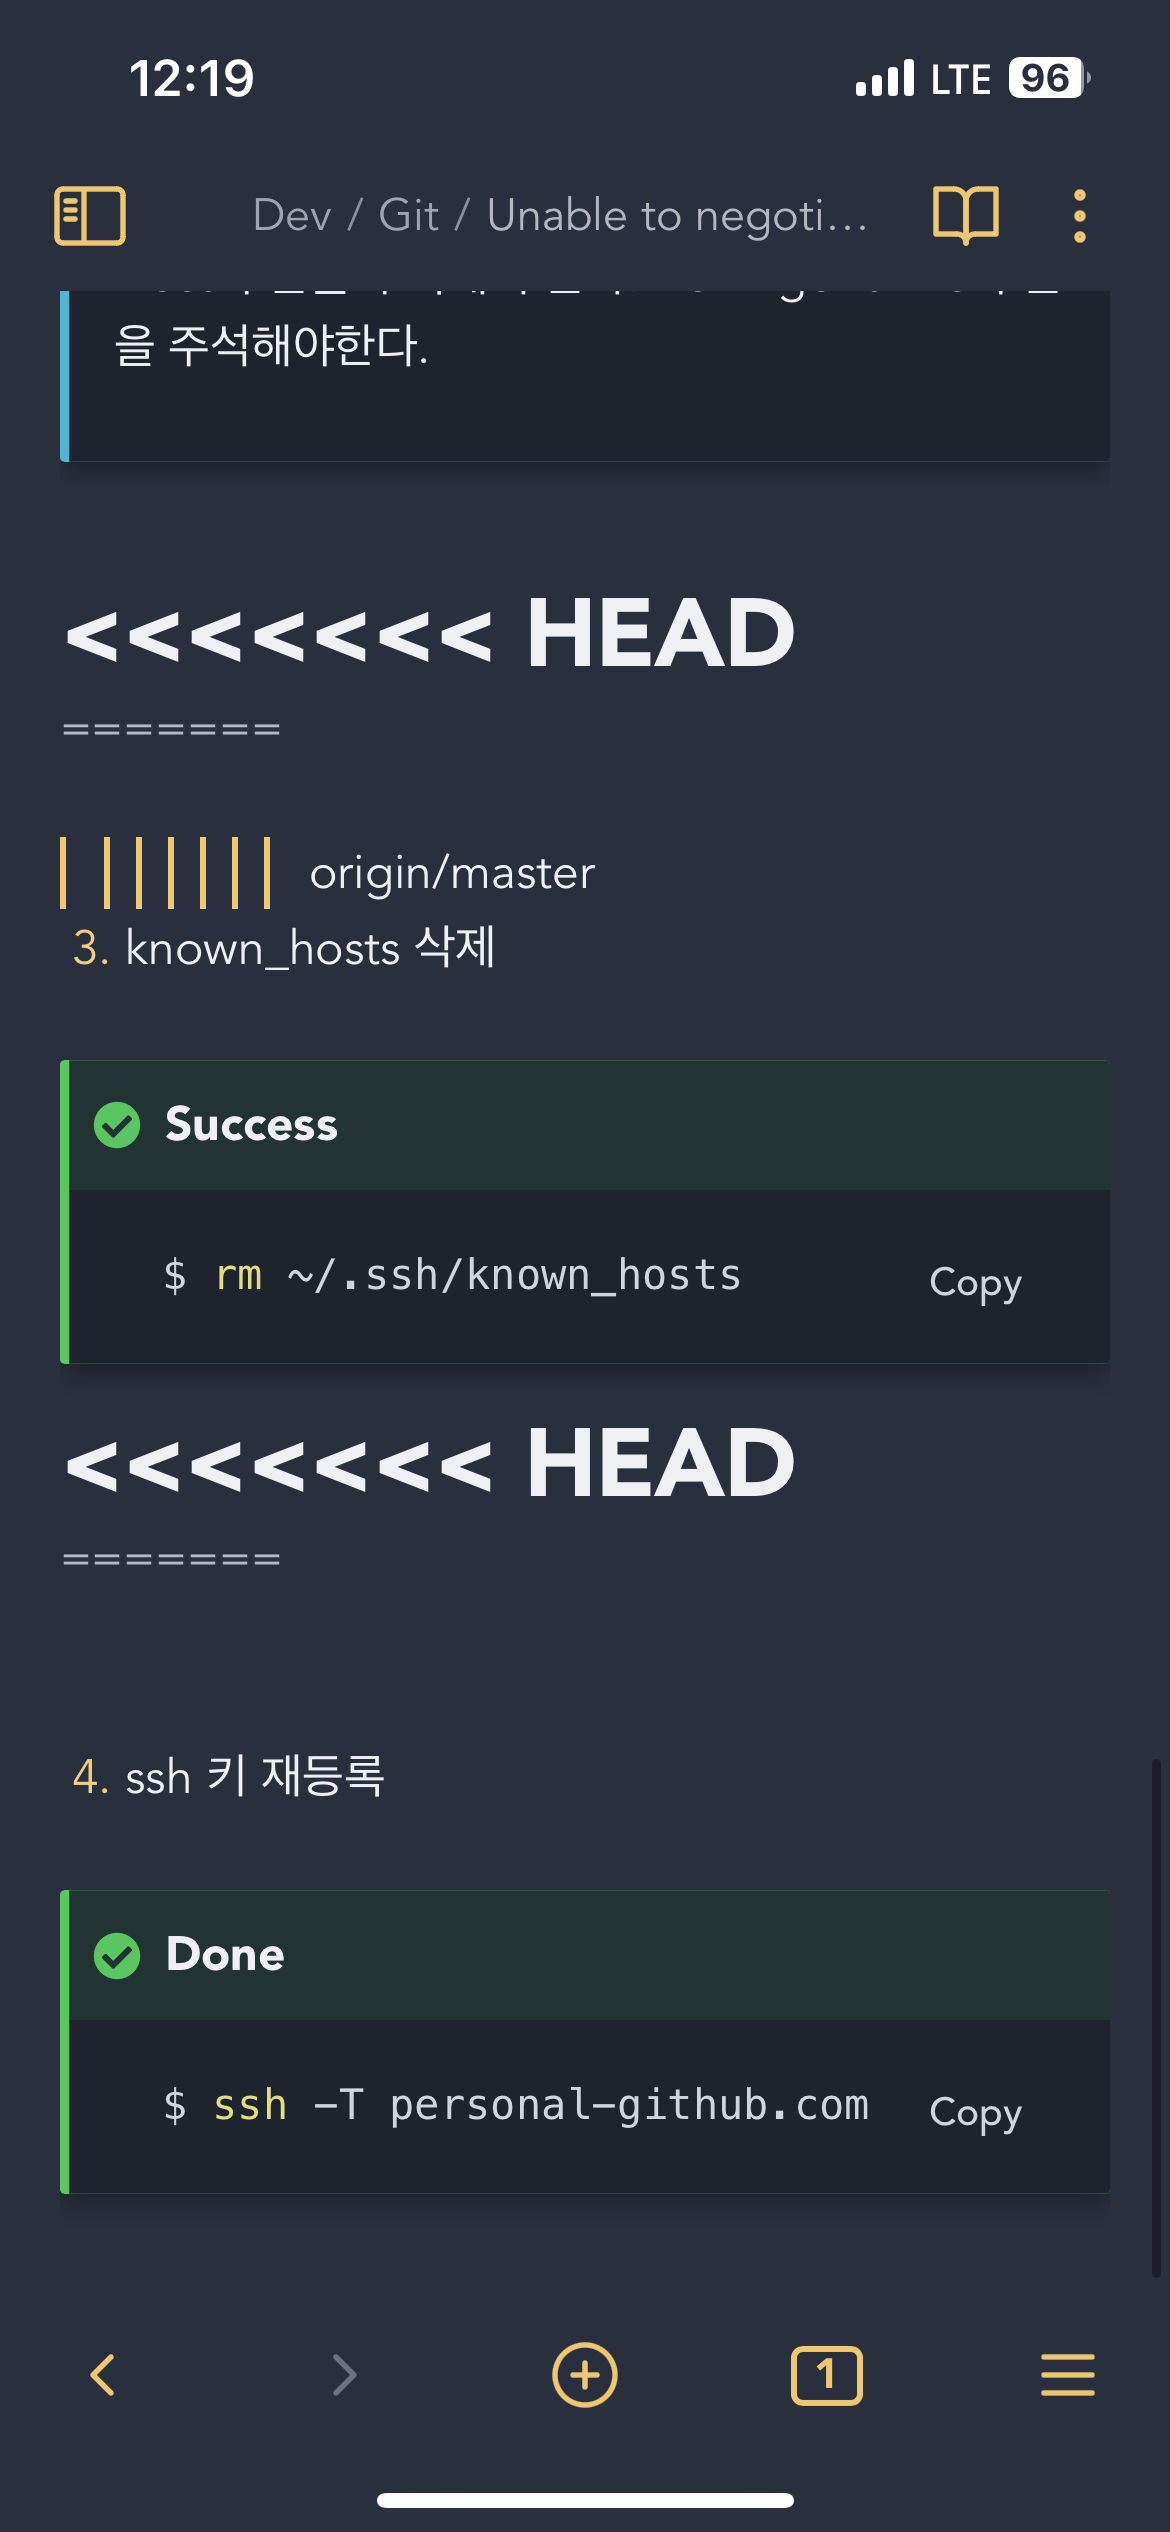 12:19 LTE 96
Dev / Git / Unable to negoti...
을 주석해야한다.
<<<<<<< HEAD
=======
origin/master
3. known_hosts 삭제
Success
$ rm ~/.ssh/known_hosts Copy
<<<<<<< HEAD
=======
4. ssh 키 재등록
Done
$ ssh -T personal-github.com Copy
1